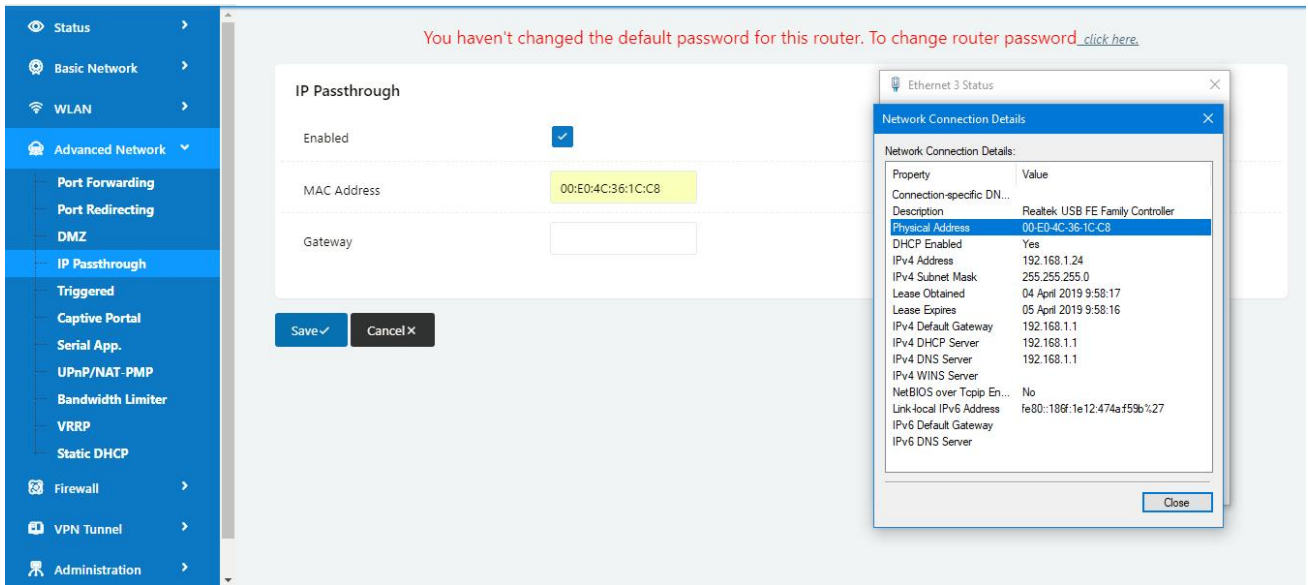 You haven't changed the default password for this router. To change router password click here.
Status
Basic Network
WLAN
Advanced Network
Port Forwarding
Port Redirecting
DMZ
IP Passthrough
Triggered
Captive Portal
Serial App.
UPnP/NAT-PMP
Bandwidth Limiter
VRRP
Static DHCP
Firewall
VPN Tunnel
Administration
IP Passthrough
Enabled
MAC Address 00:E0:4C:36:1C:C8
Gateway
Save Cancel
Ethernet 3 Status
Network Connection Details
Network Connection Details:
Property Value
Connection-specific DN...
Description Realtek USB FE Family Controller
Physical Address 00-E0-4C-36-1C-C8
DHCP Enabled Yes
IPv4 Address 192.168.1.24
IPv4 Subnet Mask 255.255.255.0
Lease Obtained 04 April 2019 9:58:17
Lease Expires 05 April 2019 9:58:16
IPv4 Default Gateway 192.168.1.1
IPv4 DHCP Server 192.168.1.1
IPv4 DNS Server 192.168.1.1
IPv4 WINS Server
NetBIOS over Tcpip En... No
Link-local IPv6 Address fe80::186f:1e12:474a:f59b%27
IPv6 Default Gateway
IPv6 DNS Server
Close